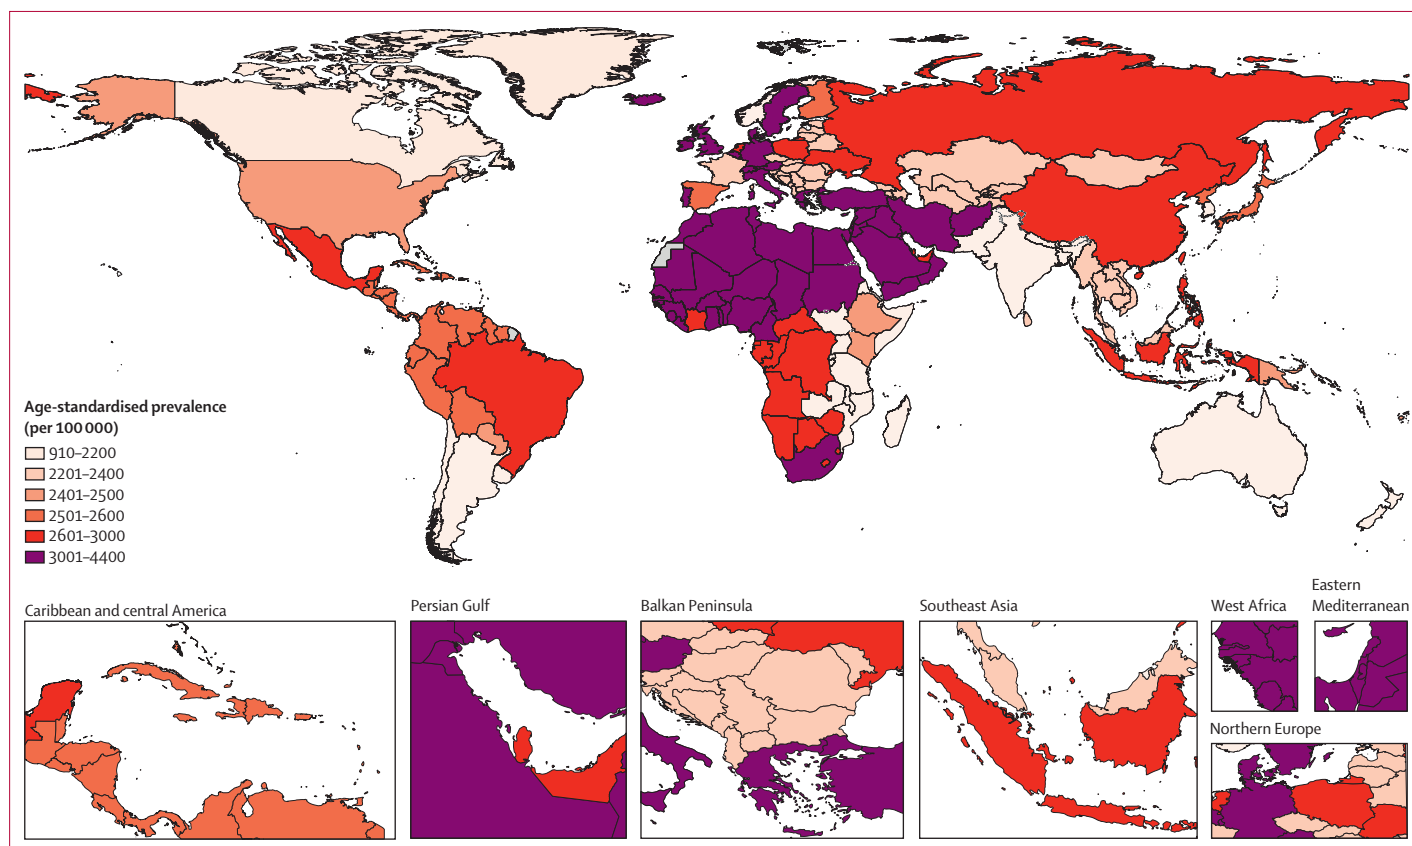 Age-standardised prevalence
(per 100 000)
910–2200
2201–2400
2401–2500
2501–2600
2601–3000
3001–4400
Caribbean and central America
Persian Gulf
Balkan Peninsula
Southeast Asia
West Africa
Eastern
Mediterranean
Northern Europe